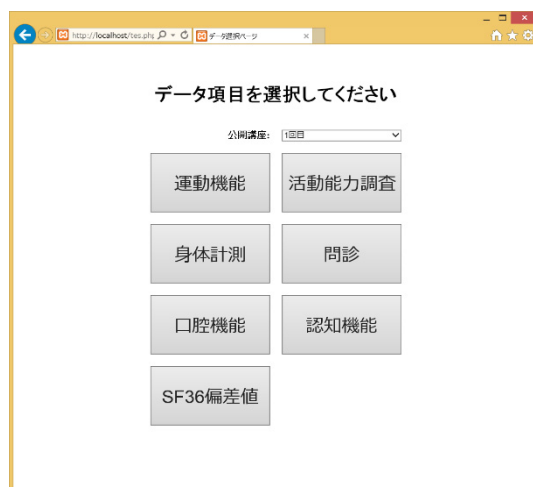 http://localhost/tes.php
データ選択ページ
データ項目を選択してください
公開講座: 1回目
運動機能 活動能力調査
身体計測 問診
口腔機能 認知機能
SF36偏差値